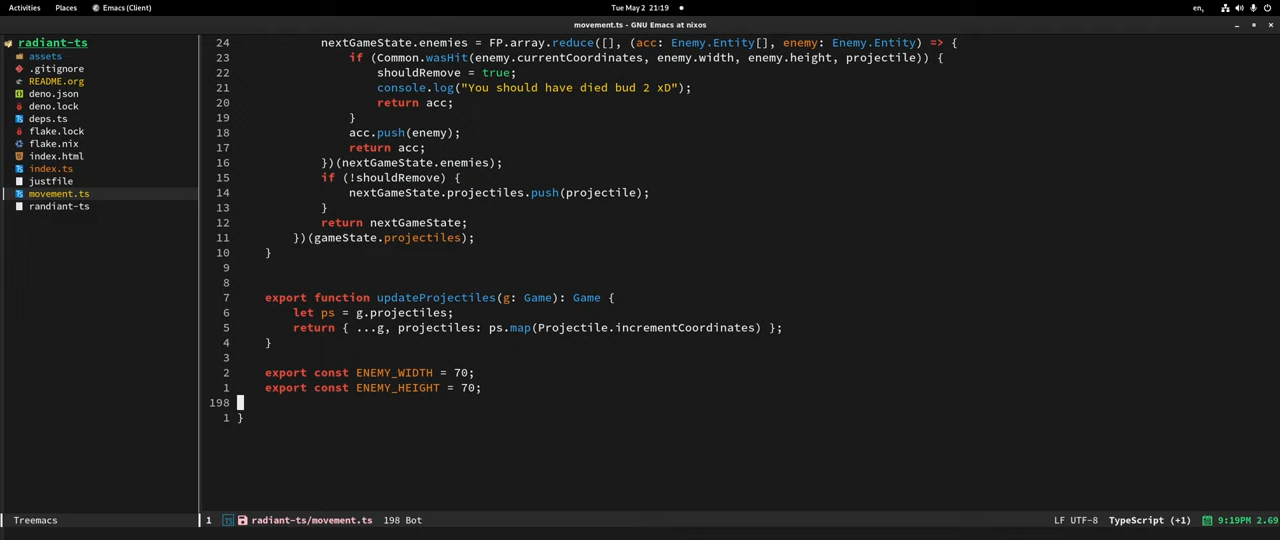 Activities Places Emacs (Client) Tue May 2 21:19 en,
movement.ts - GNU Emacs at nixos
radiant-ts
assets
.gitignore
README.org
deno.json
deno.lock
deps.ts
flake.lock
flake.nix
index.html
index.ts
justfile
movement.ts
randiant-ts
24 nextGameState.enemies = FP.array.reduce([], (acc: Enemy.Entity[], enemy: Enemy.Entity) => {
23 if (Common.wasHit(enemy.currentCoordinates, enemy.width, enemy.height, projectile)) {
22 shouldRemove = true;
21 console.log("You should have died bud 2 xD");
20 return acc;
19 }
18 acc.push(enemy);
17 return acc;
16 })(nextGameState.enemies);
15 if (!shouldRemove) {
14 nextGameState.projectiles.push(projectile);
13 }
12 return nextGameState;
11 })(gameState.projectiles);
10 }
9
8
7 export function updateProjectiles(g: Game): Game {
6 let ps = g.projectiles;
5 return { ...g, projectiles: ps.map(Projectile.incrementCoordinates) };
4 }
3
2 export const ENEMY_WIDTH = 70;
1 export const ENEMY_HEIGHT = 70;
198
1 }
Treemacs 1 radiant-ts/movement.ts 198 Bot LF UTF-8 TypeScript (+1) 9:19PM 2.69